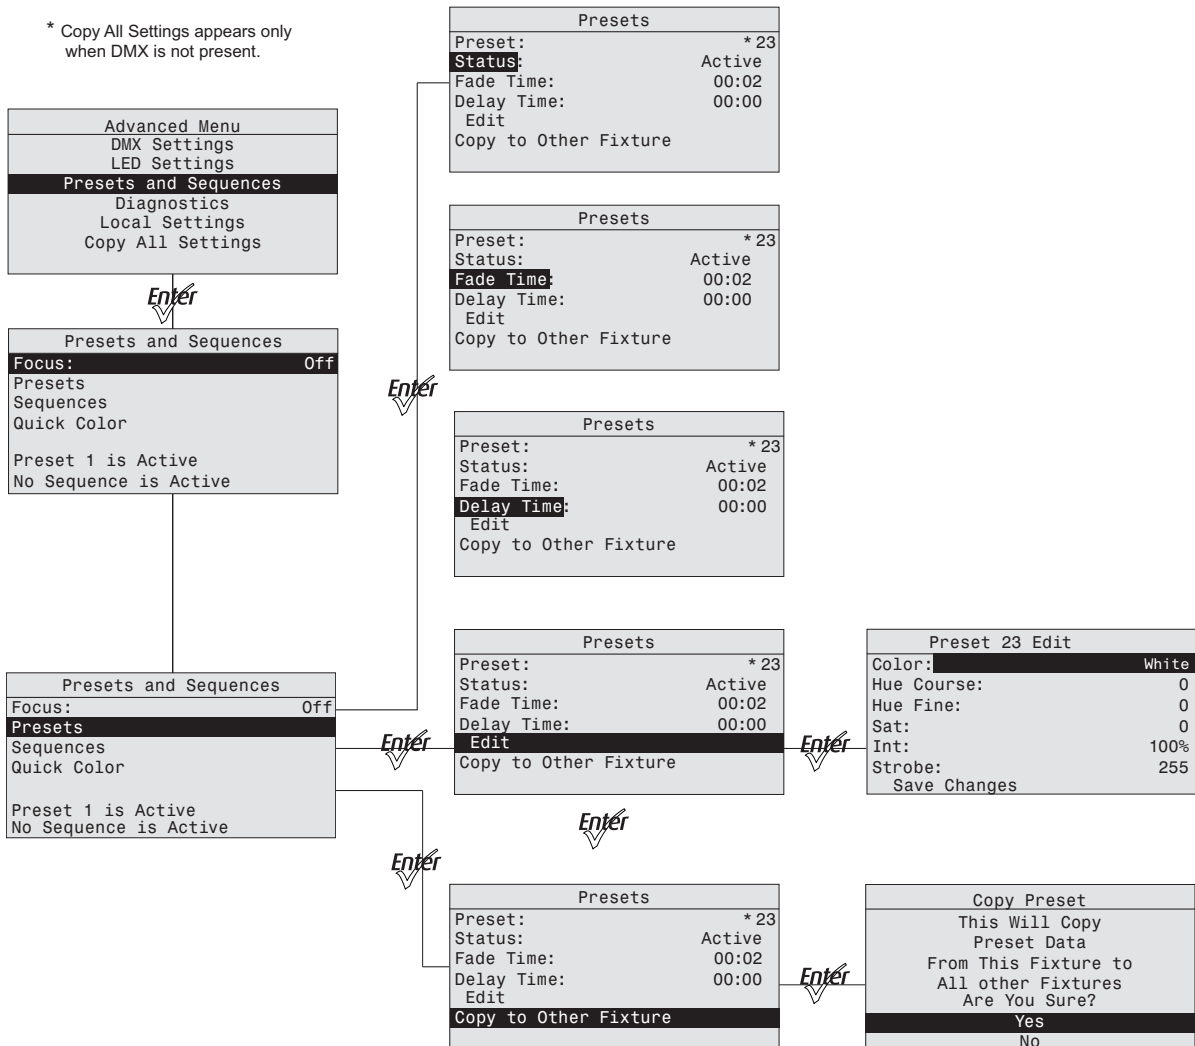 * Copy All Settings appears only
when DMX is not present.
Advanced Menu
DMX Settings
LED Settings
Presets and Sequences
Diagnostics
Local Settings
Copy All Settings
Enter
Presets and Sequences
Focus: Off
Presets
Sequences
Quick Color
Preset 1 is Active
No Sequence is Active
Presets and Sequences
Focus: Off
Presets
Sequences
Quick Color
Preset 1 is Active
No Sequence is Active
Enter
Presets
Preset: *23
Status: Active
Fade Time: 00:02
Delay Time: 00:00
Edit
Copy to Other Fixture
Presets
Preset: *23
Status: Active
Fade Time: 00:02
Delay Time: 00:00
Edit
Copy to Other Fixture
Presets
Preset: *23
Status: Active
Fade Time: 00:02
Delay Time: 00:00
Edit
Copy to Other Fixture
Enter
Presets
Preset: *23
Status: Active
Fade Time: 00:02
Delay Time: 00:00
Edit
Copy to Other Fixture
Enter
Preset 23 Edit
Color: White
Hue Course: 0
Hue Fine: 0
Sat: 0
Int: 100%
Strobe: 255
Save Changes
Enter
Enter
Presets
Preset: *23
Status: Active
Fade Time: 00:02
Delay Time: 00:00
Edit
Copy to Other Fixture
Enter
Copy Preset
This Will Copy
Preset Data
From This Fixture to
All other Fixtures
Are You Sure?
Yes
No